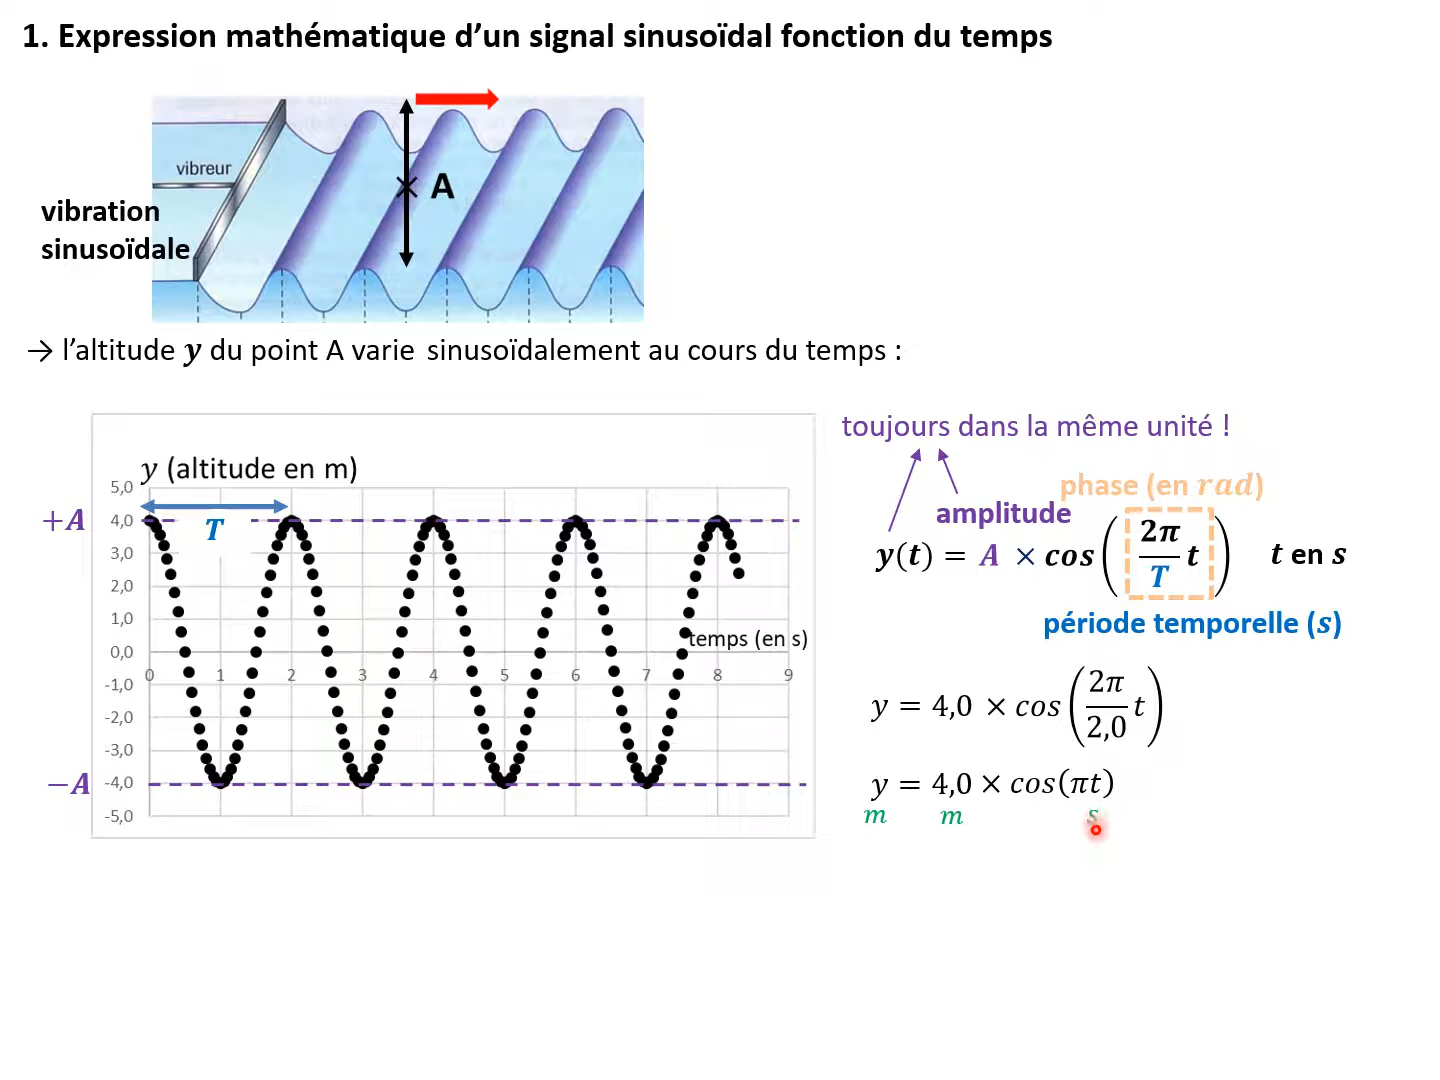 1. Expression mathématique d’un signal sinusoïdal fonction du temps
vibreur
A
vibration
sinusoïdale
→ l’altitude y du point A varie sinusoïdalement au cours du temps :
toujours dans la même unité !
y (altitude en m)
phase (en rad)
+A
T
amplitude
y(t) = A × cos(2π/T t) t en s
période temporelle (s)
5,0
4,0
3,0
2,0
1,0
0,0
-1,0
-2,0
-3,0
-4,0
-5,0
temps (en s)
0 1 2 3 4 5 6 7 8 9
−A
y = 4,0 × cos(2π/2,0 t)
y = 4,0 × cos(πt)
m m s